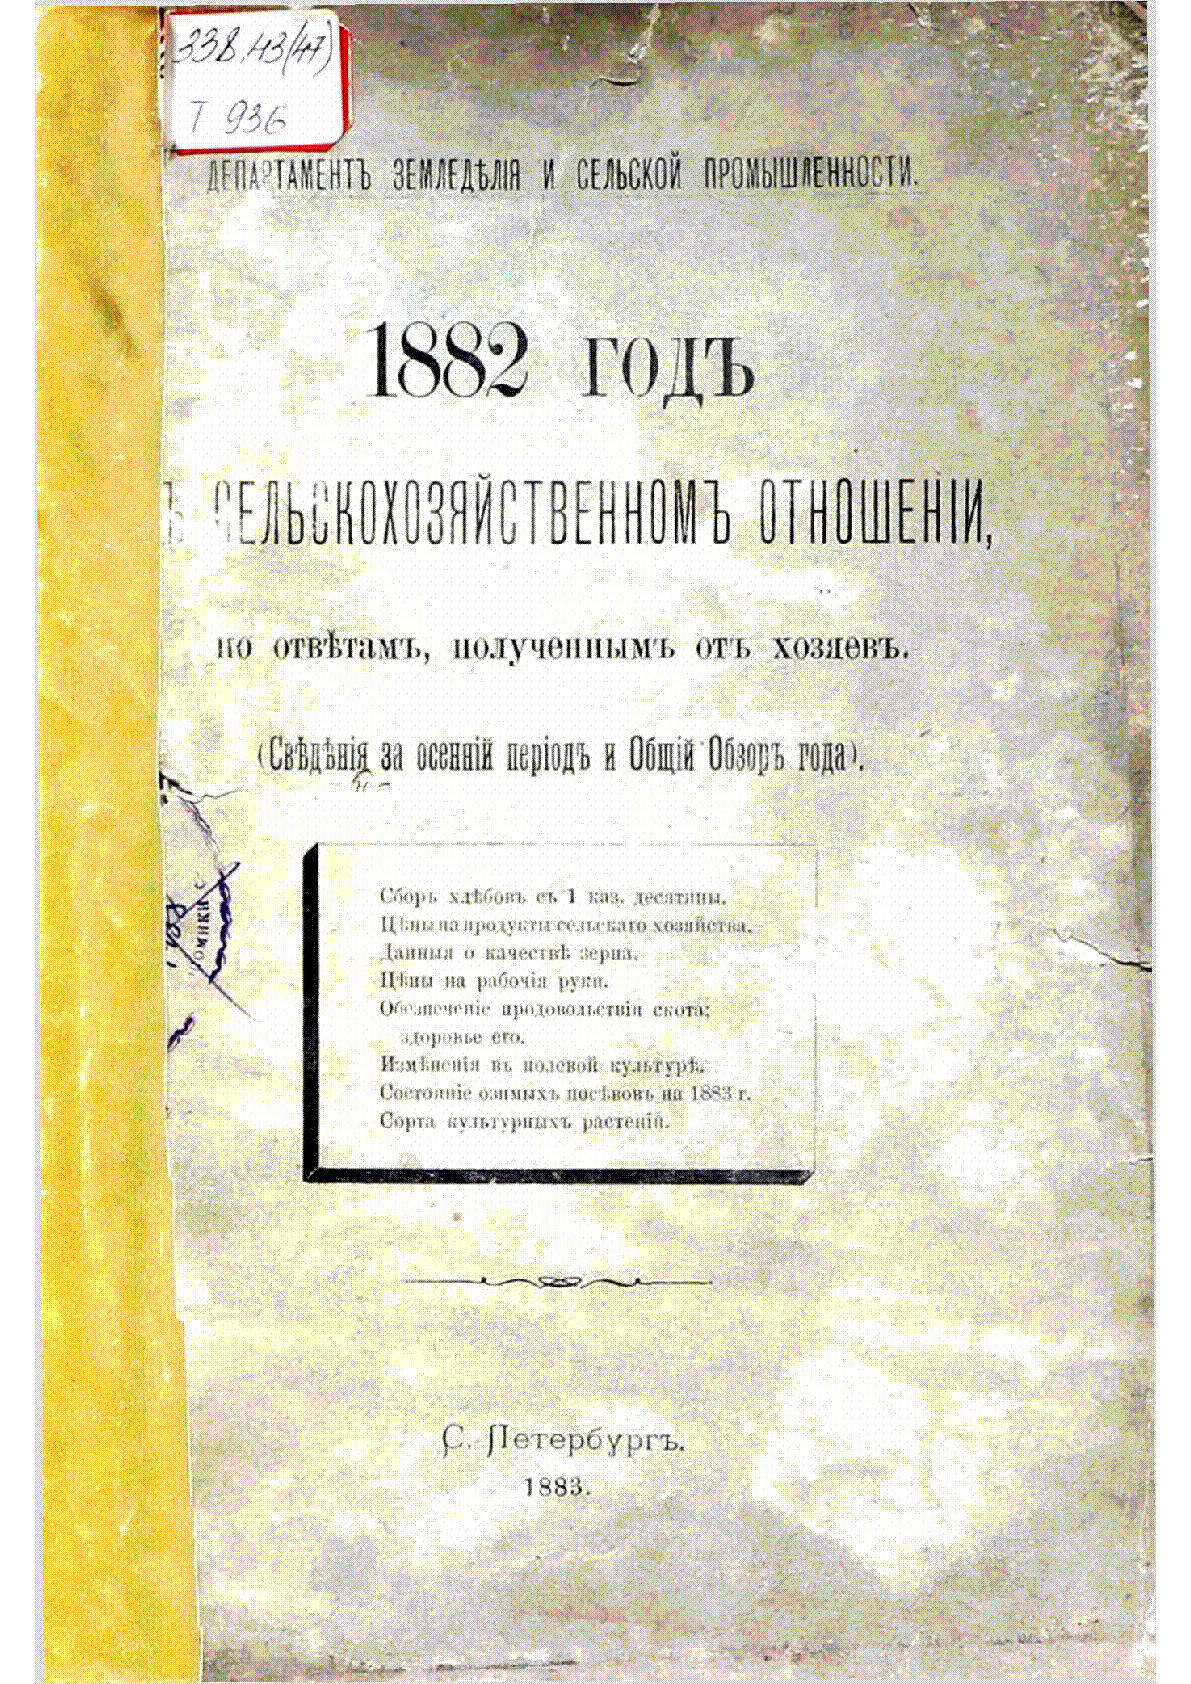 338.43(47)
Т 936
ДЕПАРТАМЕНТЪ ЗЕМЛЕДѢЛІЯ И СЕЛЬСКОЙ ПРОМЫШЛЕННОСТИ.
1882 ГОДЪ
Ъ СЕЛЬСКОХОЗЯЙСТВЕННОМЪ ОТНОШЕНІИ,
по отвѣтамъ, полученнымъ отъ хозяевъ.
(Свѣдѣнія за осенній періодъ и Общій Обзоръ года).
Сборъ хлѣбовъ съ 1 каз. десятины.
Цѣны на продукты сельскаго хозяйства.
Данныя о качествѣ зерна.
Цѣны на рабочія руки.
Обезпеченіе продовольствія скота;
здоровье его.
Измѣненія въ полевой культурѣ.
Состояніе озимыхъ посѣвовъ на 1883 г.
Сорта культурныхъ растеній.
С. Петербургъ.
1883.